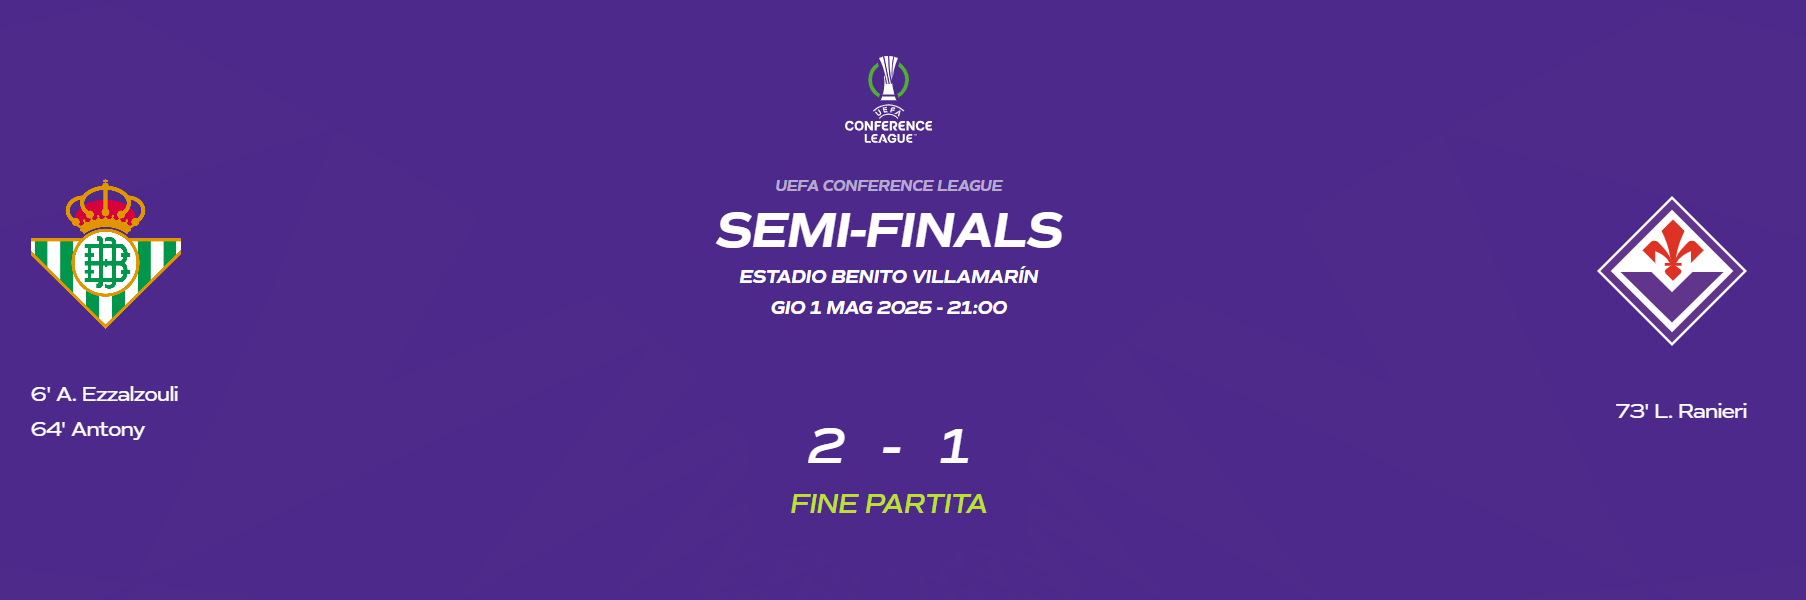 UEFA
CONFERENCE
LEAGUE
UEFA CONFERENCE LEAGUE
SEMI-FINALS
ESTADIO BENITO VILLAMARÍN
GIO 1 MAG 2025 - 21:00
6' A. Ezzalzouli
64' Antony
73' L. Ranieri
2 - 1
FINE PARTITA